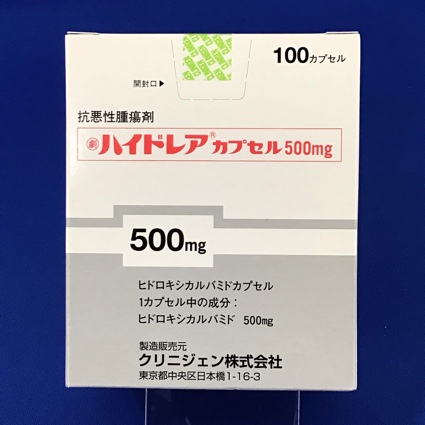 100カプセル
開封口▶
抗悪性腫瘍剤
劇 ハイドレア® カプセル500mg
500mg
ヒドロキシカルバミドカプセル
1カプセル中の成分：
ヒドロキシカルバミド 500mg
製造販売元
クリニジェン株式会社
東京都中央区日本橋1-16-3